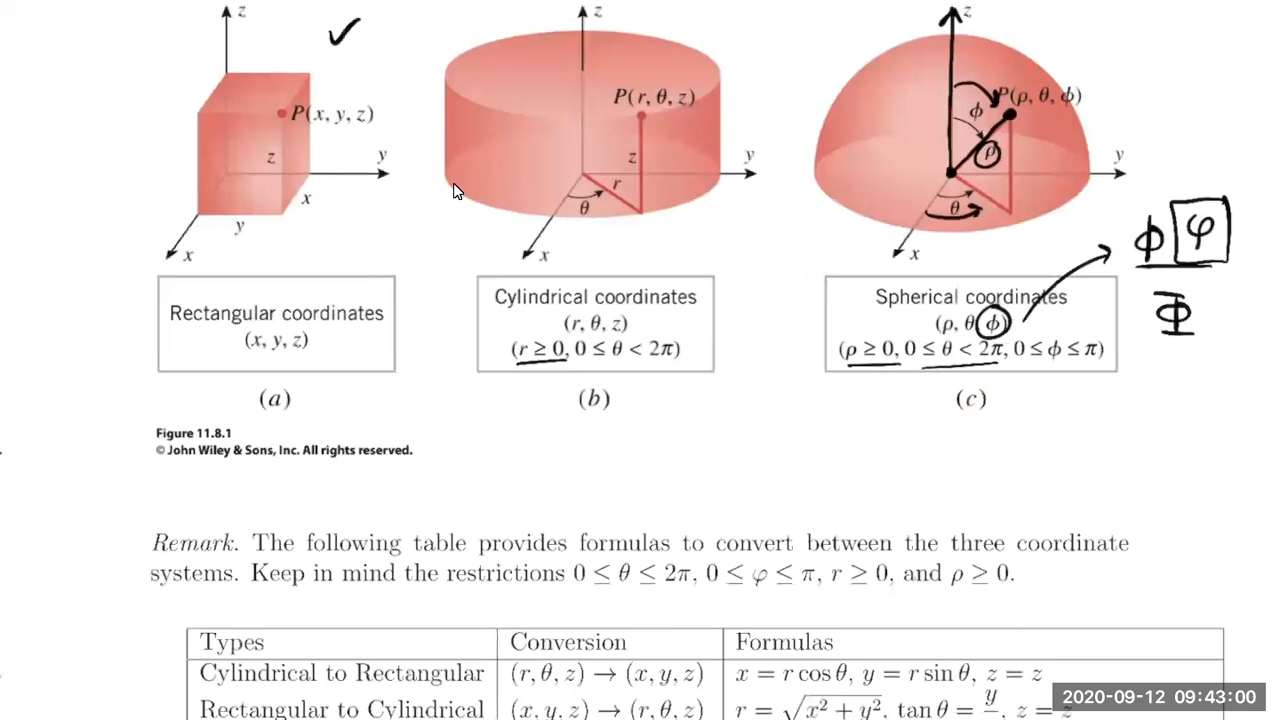 z
✓
P(x, y, z)
z
y
x
y
x
z
P(r, θ, z)
z
y
r
θ
x
z
P(ρ, θ, ϕ)
ϕ
ρ
y
θ
x
ϕ φ
Φ
Rectangular coordinates
(x, y, z)
Cylindrical coordinates
(r, θ, z)
(r ≥ 0, 0 ≤ θ < 2π)
Spherical coordinates
(ρ, θ, ϕ)
(ρ ≥ 0, 0 ≤ θ < 2π, 0 ≤ ϕ ≤ π)
(a)
(b)
(c)
Figure 11.8.1
© John Wiley & Sons, Inc. All rights reserved.
Remark. The following table provides formulas to convert between the three coordinate
systems. Keep in mind the restrictions 0 ≤ θ ≤ 2π, 0 ≤ φ ≤ π, r ≥ 0, and ρ ≥ 0.
Types Conversion Formulas
Cylindrical to Rectangular (r, θ, z) → (x, y, z) x = r cos θ, y = r sin θ, z = z
Rectangular to Cylindrical (x, y, z) → (r, θ, z) r = √(x² + y²), tan θ = y/, z = z
2020-09-12 09:43:00